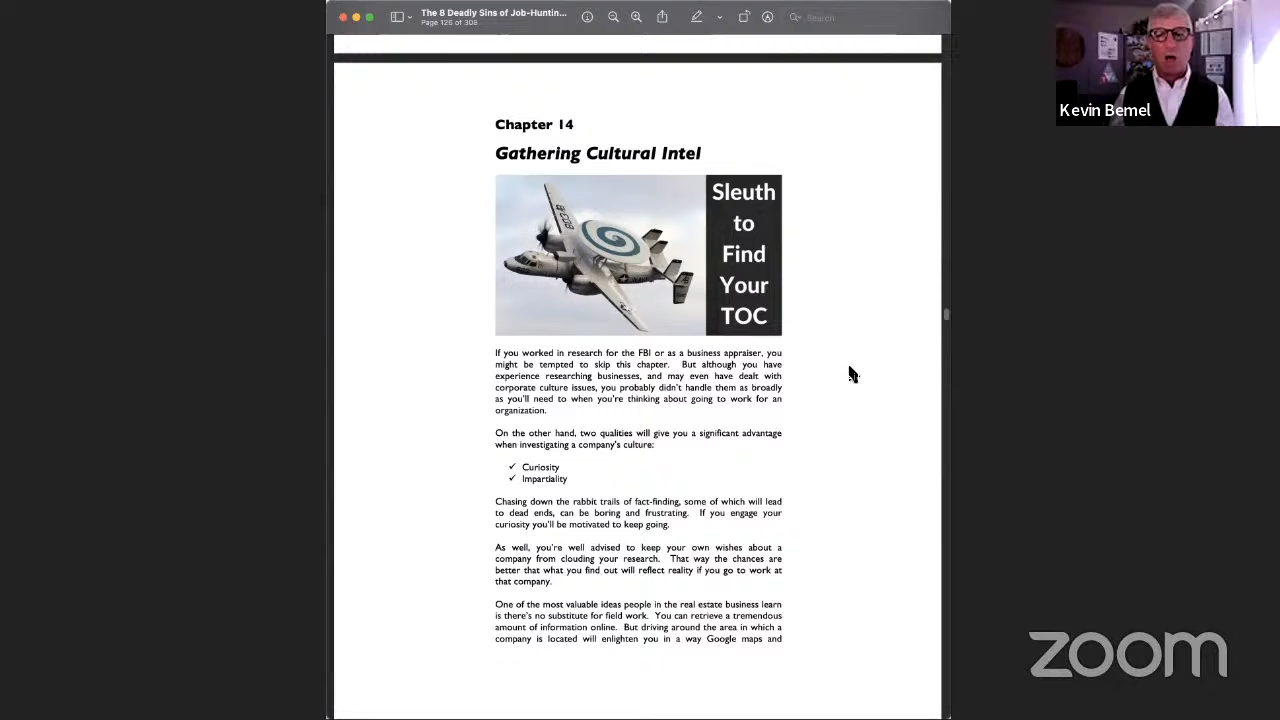 The 8 Deadly Sins of Job-Huntin...
Page 125 of 308
Search
Kevin Bemel
Chapter 14
Gathering Cultural Intel
Sleuth
to
Find
Your
TOC
If you worked in research for the FBI or as a business appraiser, you
might be tempted to skip this chapter. But although you have
experience researching businesses, and may even have dealt with
corporate culture issues, you probably didn't handle them as broadly
as you'll need to when you're thinking about going to work for an
organization.
On the other hand, two qualities will give you a significant advantage
when investigating a company's culture:
✓ Curiosity
✓ Impartiality
Chasing down the rabbit trails of fact-finding, some of which will lead
to dead ends, can be boring and frustrating. If you engage your
curiosity you'll be motivated to keep going.
As well, you're well advised to keep your own wishes about a
company from clouding your research. That way the chances are
better that what you find out will reflect reality if you go to work at
that company.
One of the most valuable ideas people in the real estate business learn
is there's no substitute for field work. You can retrieve a tremendous
amount of information online. But driving around the area in which a
company is located will enlighten you in a way Google maps and
zoom